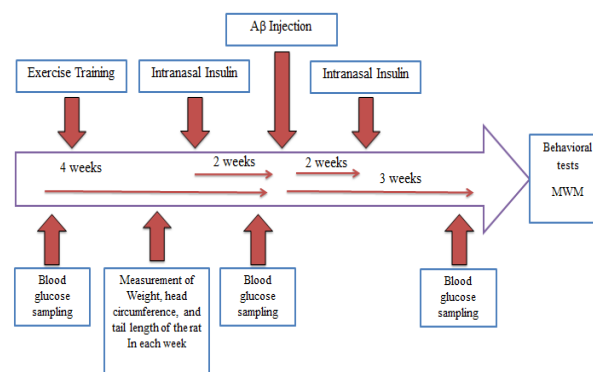 Aβ Injection
Exercise Training
Intranasal Insulin
Intranasal Insulin
4 weeks
2 weeks
2 weeks
3 weeks
Behavioral
tests
MWM
Blood
glucose
sampling
Measurement of
Weight, head
circumference, and
tail length of the rat
In each week
Blood
glucose
sampling
Blood
glucose
sampling